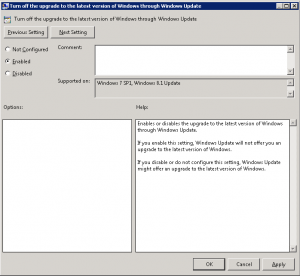 Turn off the upgrade to the latest version of Windows through Windows Update
Turn off the upgrade to the latest version of Windows through Windows Update
Previous Setting
Next Setting
Not Configured
Comment:
Enabled
Disabled
Supported on:
Windows 7 SP1, Windows 8.1 Update
Options:
Help:
Enables or disables the upgrade to the latest version of Windows
through Windows Update.
If you enable this setting, Windows Update will not offer you an
upgrade to the latest version of Windows.
If you disable or do not configure this setting, Windows Update
might offer an upgrade to the latest version of Windows.
OK
Cancel
Apply